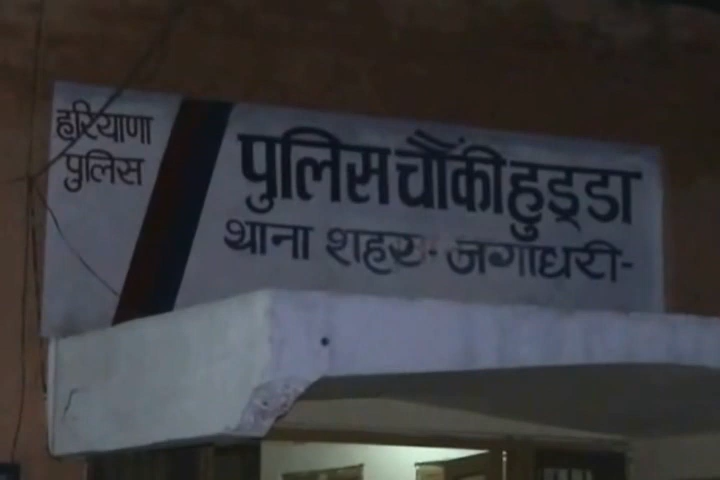 हरियाणा
पुलिस
पुलिस चौंकी हुड्डा
थाना शहर - जगाधरी -